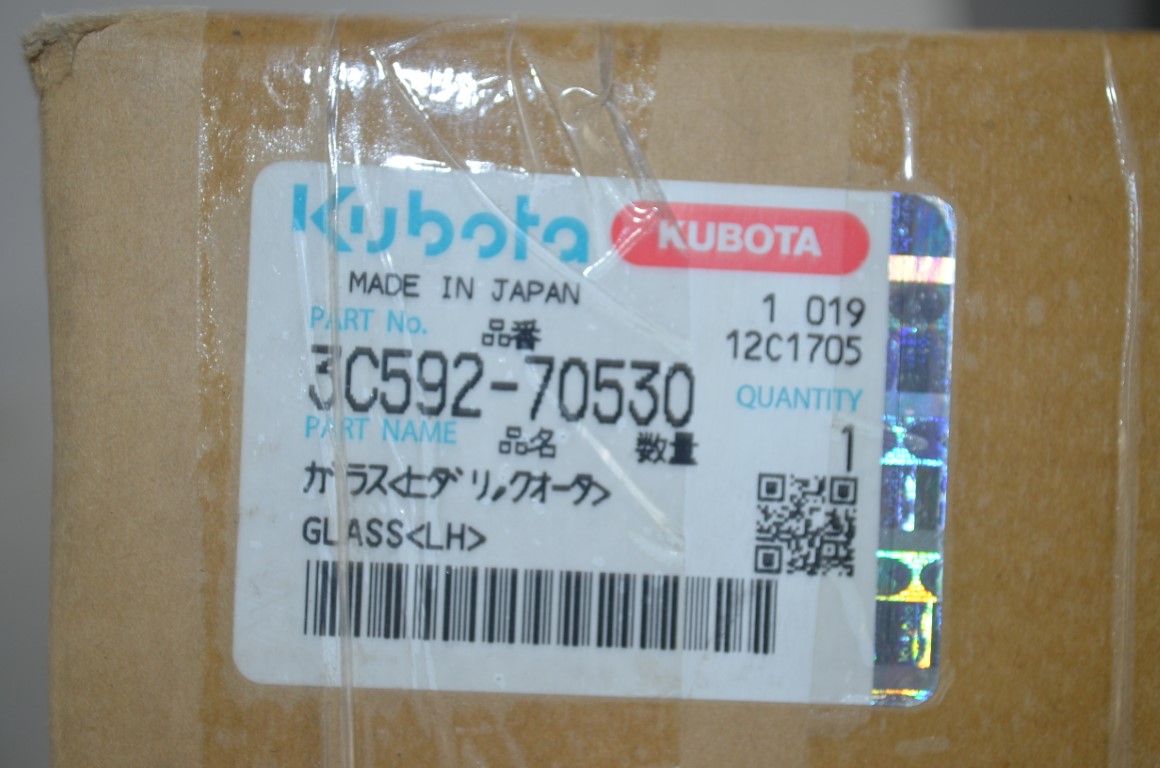 Kubota KUBOTA
MADE IN JAPAN
1 019
PART No. 品番
12C1705
3C592-70530
QUANTITY
PART NAME 品名 数量
1
ガラス<ヒダリ,クオータ>
GLASS<LH>